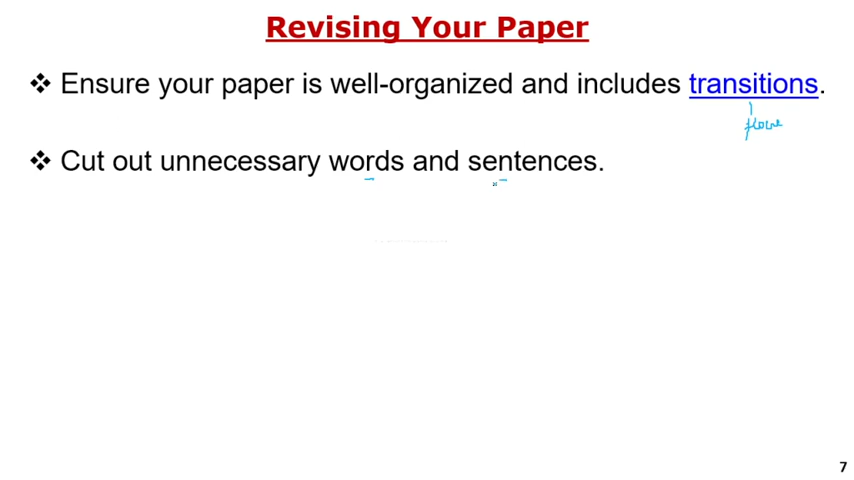 Revising Your Paper
❖ Ensure your paper is well-organized and includes transitions.
❖ Cut out unnecessary words and sentences.
7